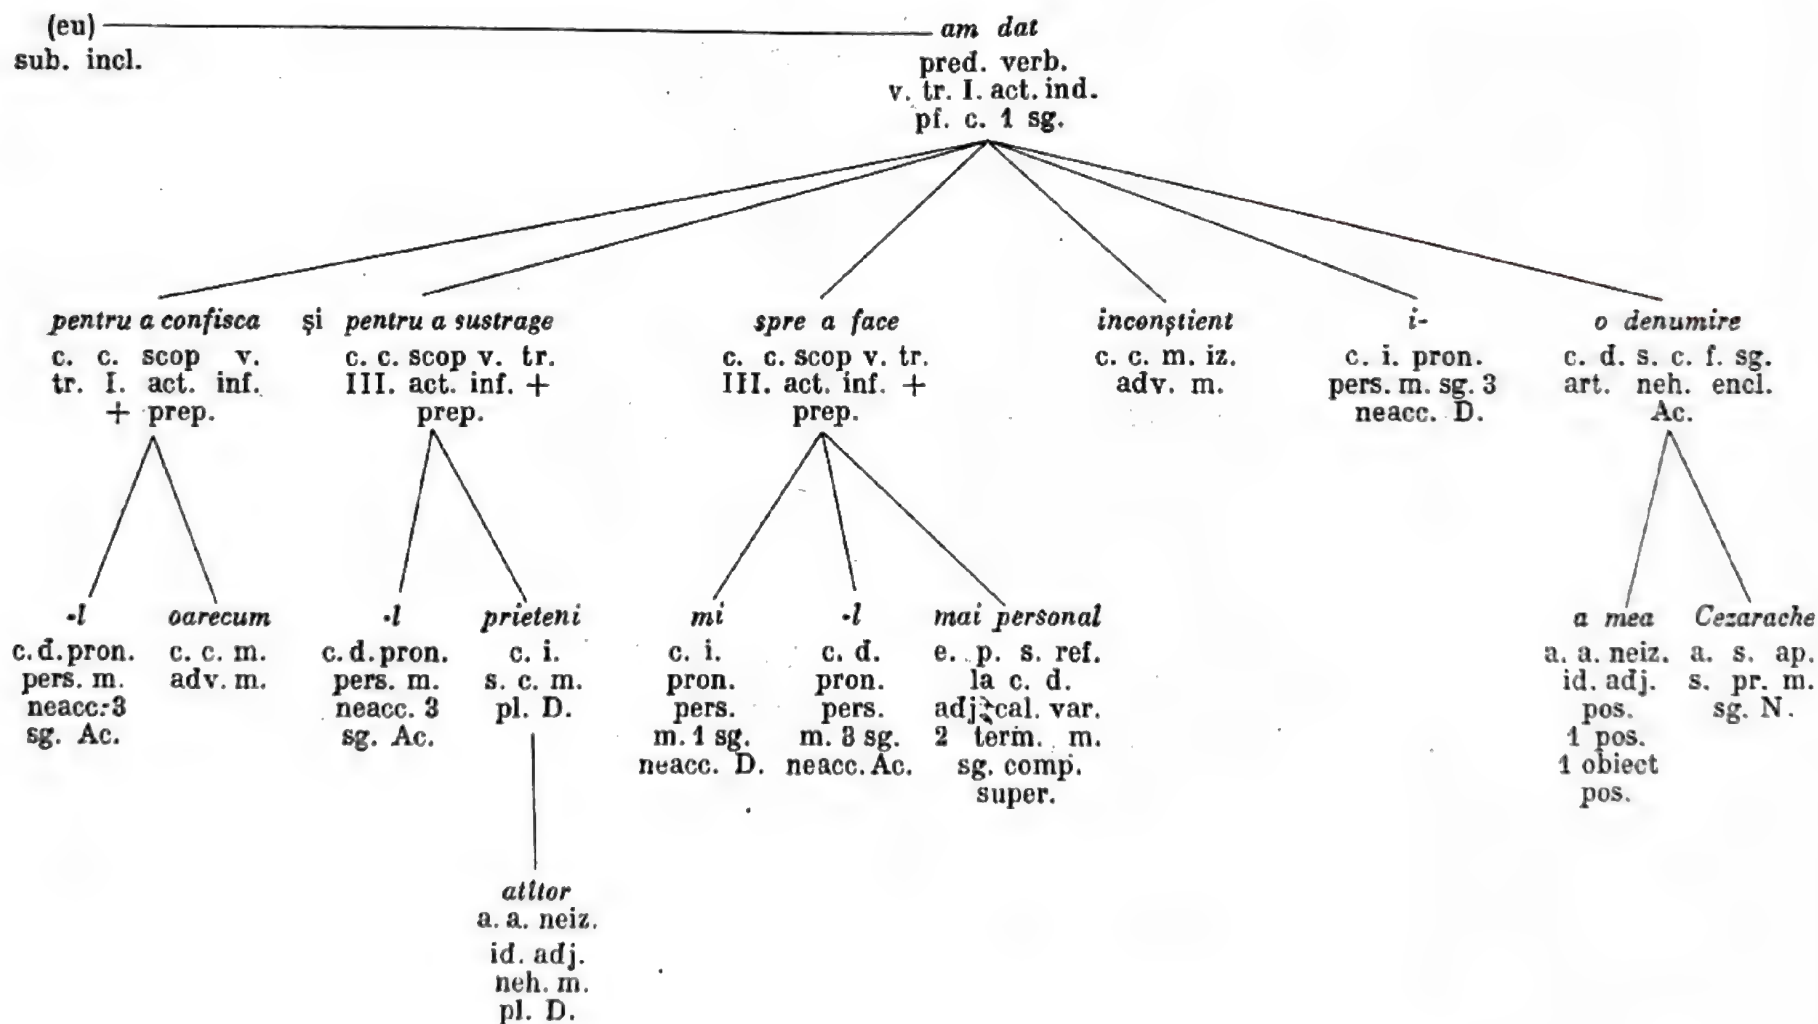 (eu)
sub. incl.
am dat
pred. verb.
v. tr. I. act. ind.
pf. c. 1 sg.
pentru a confisca
c. c. scop v.
tr. I. act. inf.
+ prep.
și pentru a sustrage
c. c. scop v. tr.
III. act. inf. +
prep.
spre a face
c. c. scop v. tr.
III. act. inf. +
prep.
inconștient
c. c. m. iz.
adv. m.
i-
c. i. pron.
pers. m. sg. 3
neacc. D.
o denumire
c. d. s. c. f. sg.
art. neh. encl.
Ac.
-l
c. d. pron.
pers. m.
neacc. 3
sg. Ac.
oarecum
c. c. m.
adv. m.
-l
c. d. pron.
pers. m.
neacc. 3
sg. Ac.
prieteni
c. i.
s. c. m.
pl. D.
atîtor
a. a. neiz.
id. adj.
neh. m.
pl. D.
mi
c. i.
pron.
pers.
m. 1 sg.
neacc. D.
-l
c. d.
pron.
pers.
m. 3 sg.
neacc. Ac.
mai personal
e. p. s. ref.
la c. d.
adj. cal. var.
2 term. m.
sg. comp.
super.
a mea
a. a. neiz.
id. adj.
pos.
1 pos.
1 obiect
pos.
Cezarache
a. s. ap.
s. pr. m.
sg. N.